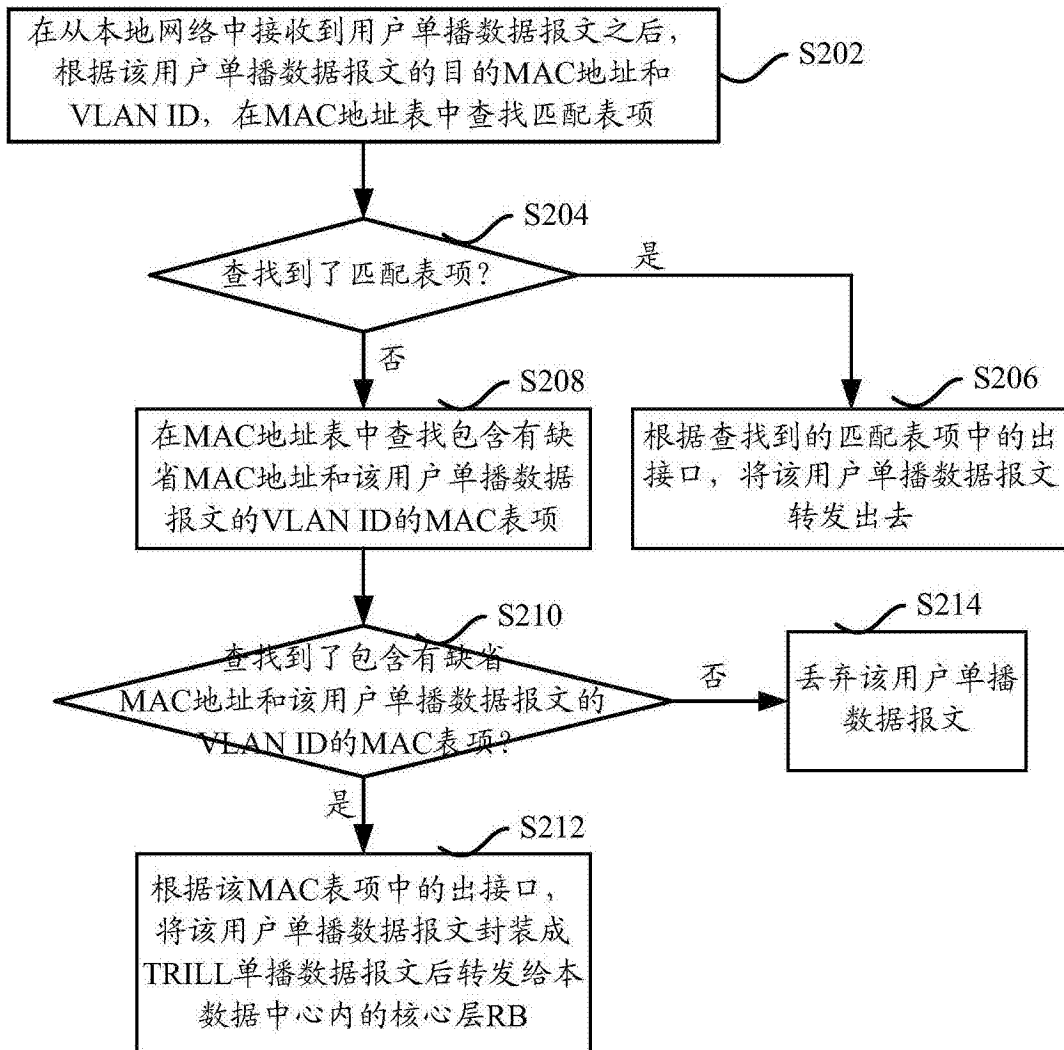 在从本地网络中接收到用户单播数据报文之后，
根据该用户单播数据报文的目的MAC地址和
VLAN ID，在MAC地址表中查找匹配表项
S202
S204
查找到了匹配表项？
是
否
S208
在MAC地址表中查找包含有缺
省MAC地址和该用户单播数据
报文的VLAN ID的MAC表项
S206
根据查找到的匹配表项中的出
接口，将该用户单播数据报文
转发出去
S210
查找到了包含有缺省
MAC地址和该用户单播数据报文的
VLAN ID的MAC表项？
否
S214
丢弃该用户单播
数据报文
是
S212
根据该MAC表项中的出接口，
将该用户单播数据报文封装成
TRILL单播数据报文后转发给本
数据中心内的核心层RB